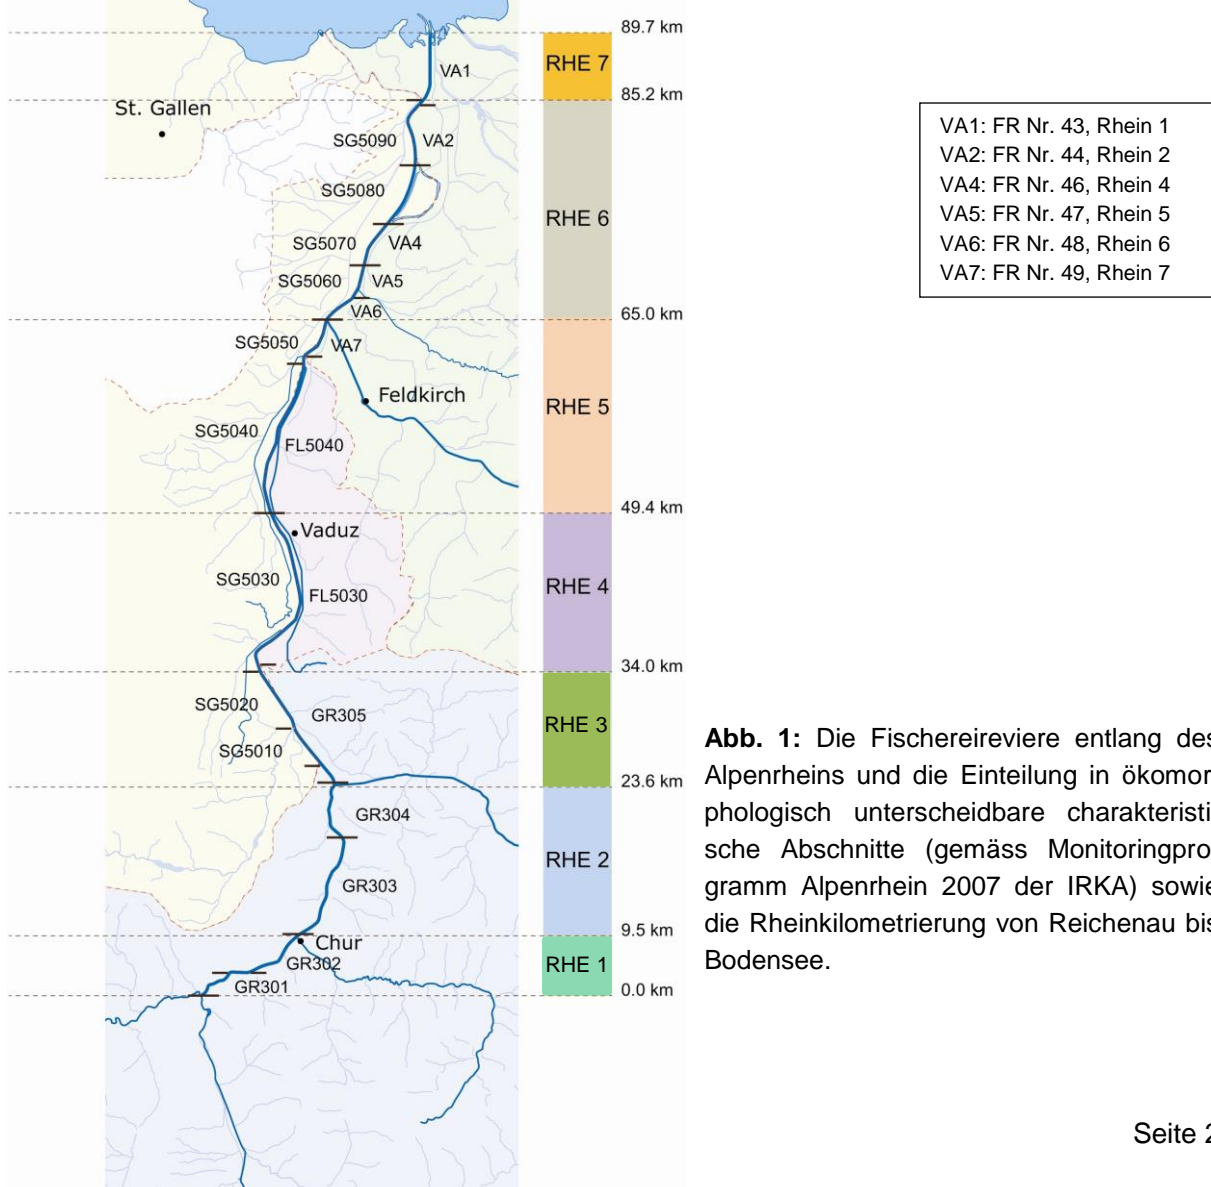 89.7 km
RHE 7
VA1
85.2 km
St. Gallen
SG5090
VA2
VA1: FR Nr. 43, Rhein 1
VA2: FR Nr. 44, Rhein 2
VA4: FR Nr. 46, Rhein 4
VA5: FR Nr. 47, Rhein 5
VA6: FR Nr. 48, Rhein 6
VA7: FR Nr. 49, Rhein 7
SG5080
RHE 6
SG5070
VA4
SG5060
VA5
VA6
65.0 km
SG5050
VA7
Feldkirch
RHE 5
SG5040
FL5040
49.4 km
Vaduz
SG5030
FL5030
RHE 4
34.0 km
SG5020
GR305
RHE 3
SG5010
23.6 km
GR304
RHE 2
GR303
9.5 km
Chur
GR302
RHE 1
GR301
0.0 km
Abb. 1: Die Fischereireviere entlang des
Alpenrheins und die Einteilung in ökomor
phologisch unterscheidbare charakteristi
sche Abschnitte (gemäss Monitoringpro
gramm Alpenrhein 2007 der IRKA) sowie
die Rheinkilometrierung von Reichenau bis
Bodensee.
Seite 2